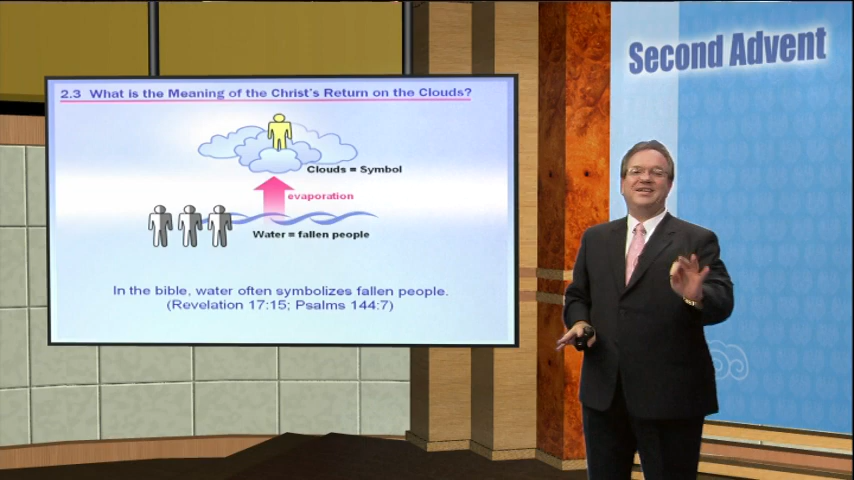 2.3 What is the Meaning of the Christ's Return on the Clouds?
Clouds = Symbol
evaporation
Water = fallen people
In the bible, water often symbolizes fallen people.
(Revelation 17:15; Psalms 144:7)
Second Advent